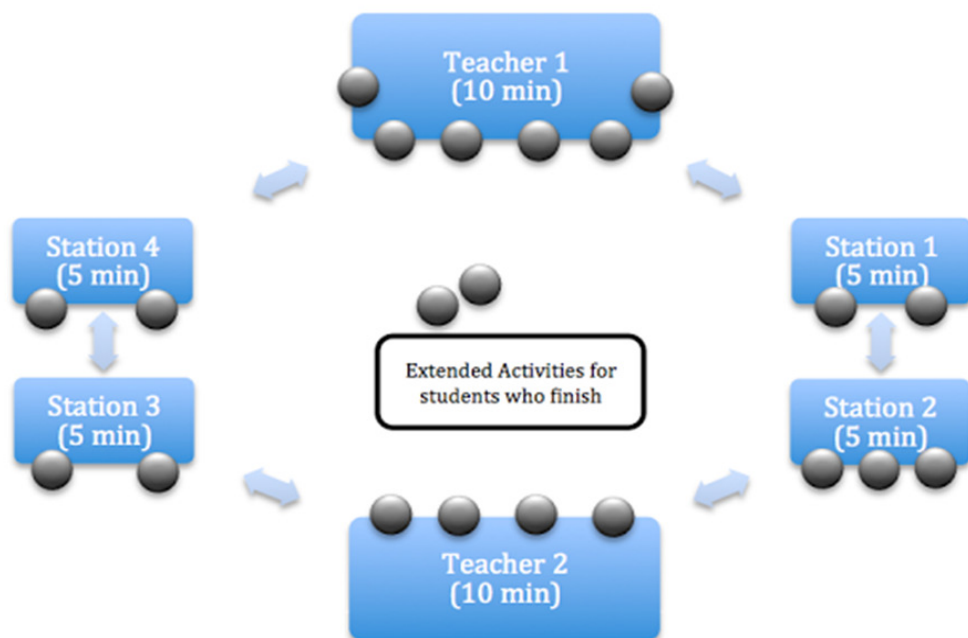 Teacher 1
(10 min)
Station 4
(5 min)
Station 1
(5 min)
Extended Activities for
students who finish
Station 3
(5 min)
Station 2
(5 min)
Teacher 2
(10 min)